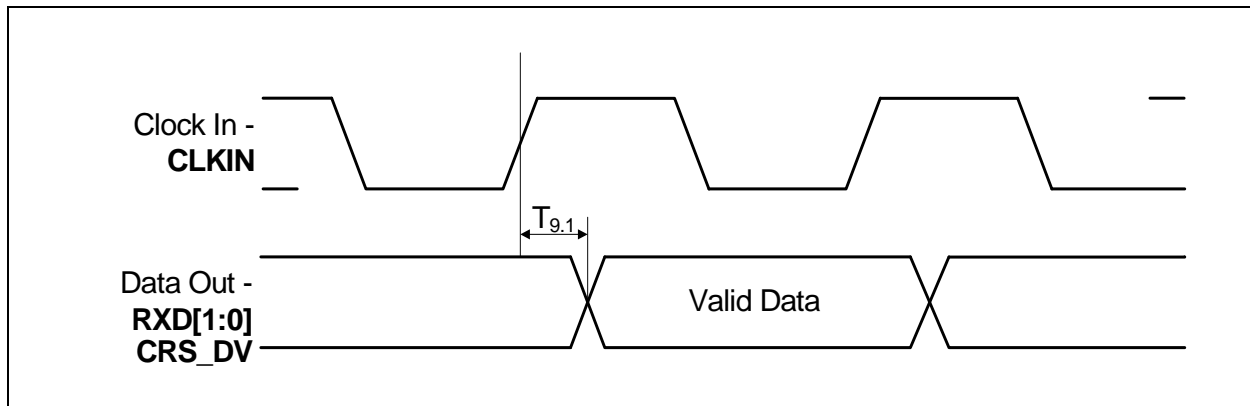 Clock In -
CLKIN
T9.1
Data Out -
RXD[1:0]
CRS_DV
Valid Data